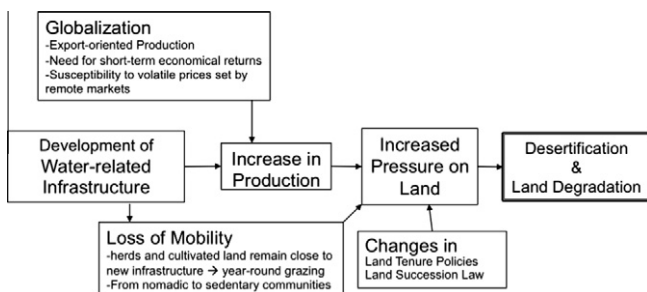 Globalization
-Export-oriented Production
-Need for short-term economical returns
-Susceptibility to volatile prices set by
remote markets
Development of
Water-related
Infrastructure
Increase in
Production
Increased
Pressure on
Land
Desertification
&
Land Degradation
Loss of Mobility
-herds and cultivated land remain close to
new infrastructure → year-round grazing
-From nomadic to sedentary communities
Changes in
Land Tenure Policies
Land Succession Law